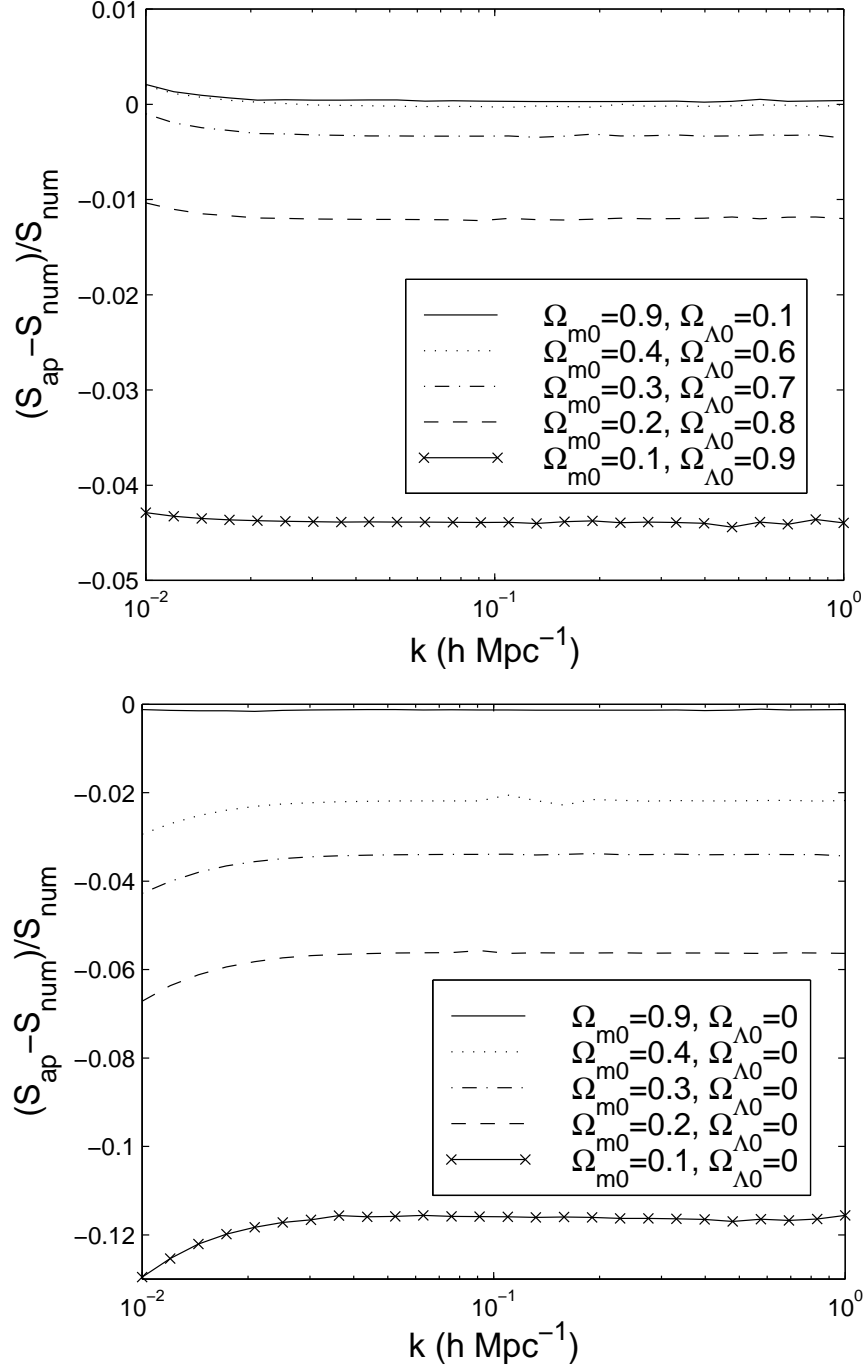 0.01
0
−0.01
−0.02
−0.03
−0.04
−0.05
(S_ap−S_num)/S_num
Ω_m0=0.9, Ω_Λ0=0.1
Ω_m0=0.4, Ω_Λ0=0.6
Ω_m0=0.3, Ω_Λ0=0.7
Ω_m0=0.2, Ω_Λ0=0.8
Ω_m0=0.1, Ω_Λ0=0.9
10^−2 10^−1 10^0
k (h Mpc^−1)
0
−0.02
−0.04
−0.06
−0.08
−0.1
−0.12
(S_ap−S_num)/S_num
Ω_m0=0.9, Ω_Λ0=0
Ω_m0=0.4, Ω_Λ0=0
Ω_m0=0.3, Ω_Λ0=0
Ω_m0=0.2, Ω_Λ0=0
Ω_m0=0.1, Ω_Λ0=0
10^−2 10^−1 10^0
k (h Mpc^−1)